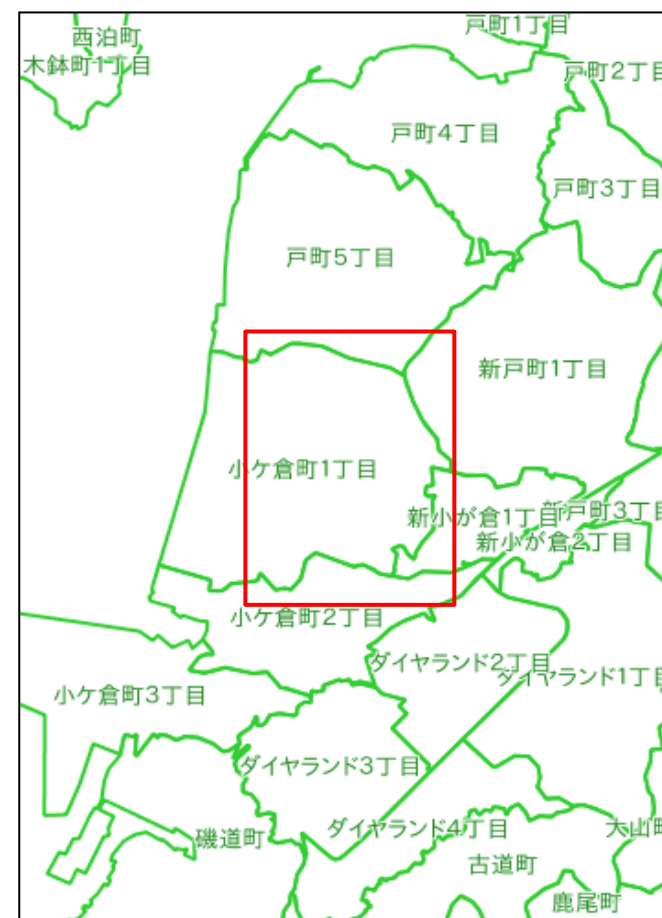 戸町1丁目
西泊町
木鉢町1丁目
戸町2丁目
戸町4丁目
戸町3丁目
戸町5丁目
新戸町1丁目
小ケ倉町1丁目
新小が倉1丁目
新戸町3丁目
新小が倉2丁目
小ケ倉町2丁目
ダイヤランド2丁目
ダイヤランド1丁目
小ケ倉町3丁目
ダイヤランド3丁目
ダイヤランド4丁目
大山町
磯道町
古道町
鹿尾町